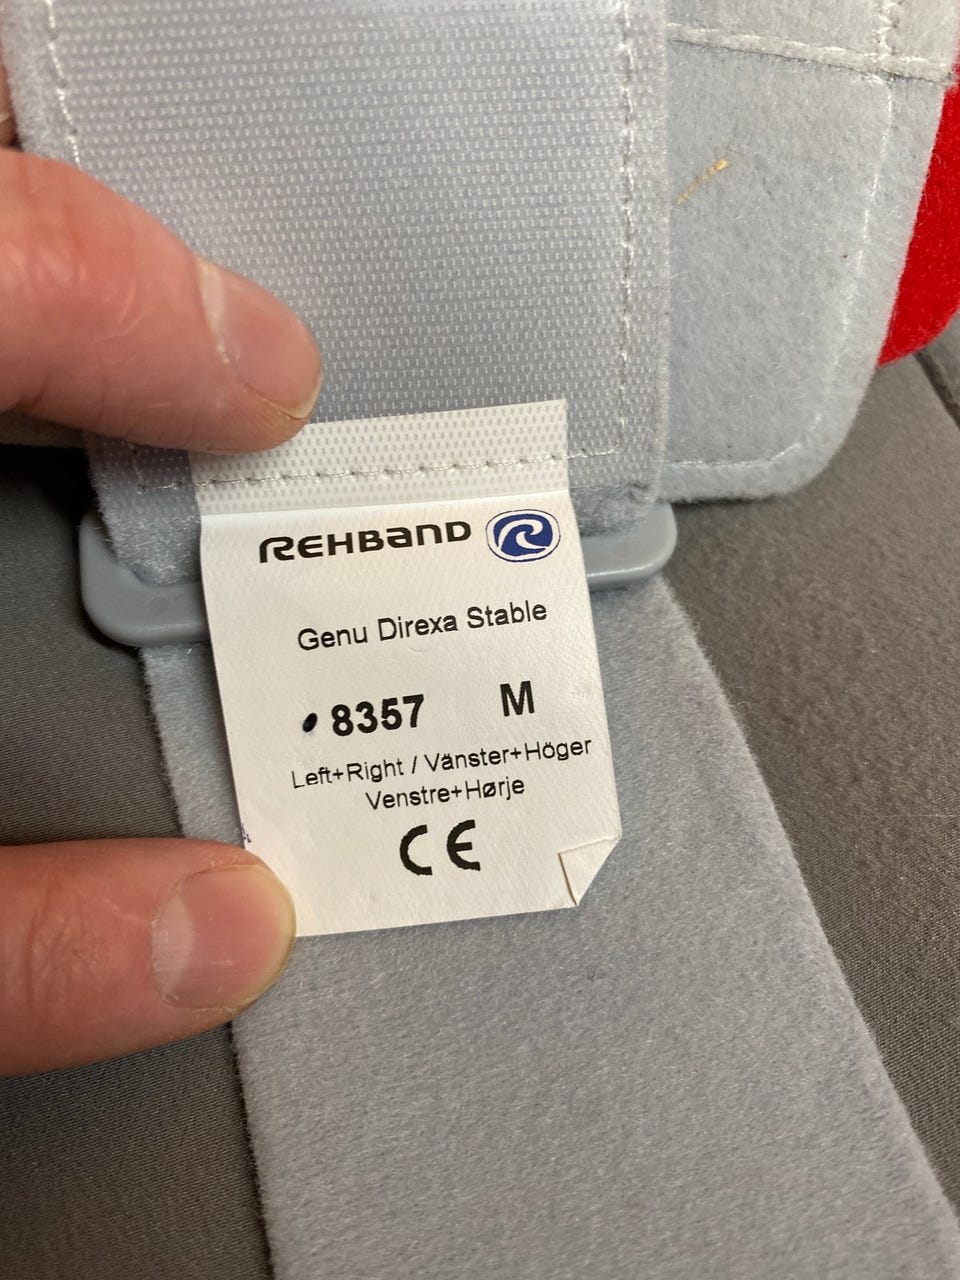 REHBAND
Genu Direxa Stable
8357 M
Left+Right / Vänster+Höger
Venstre+Hørje
CE